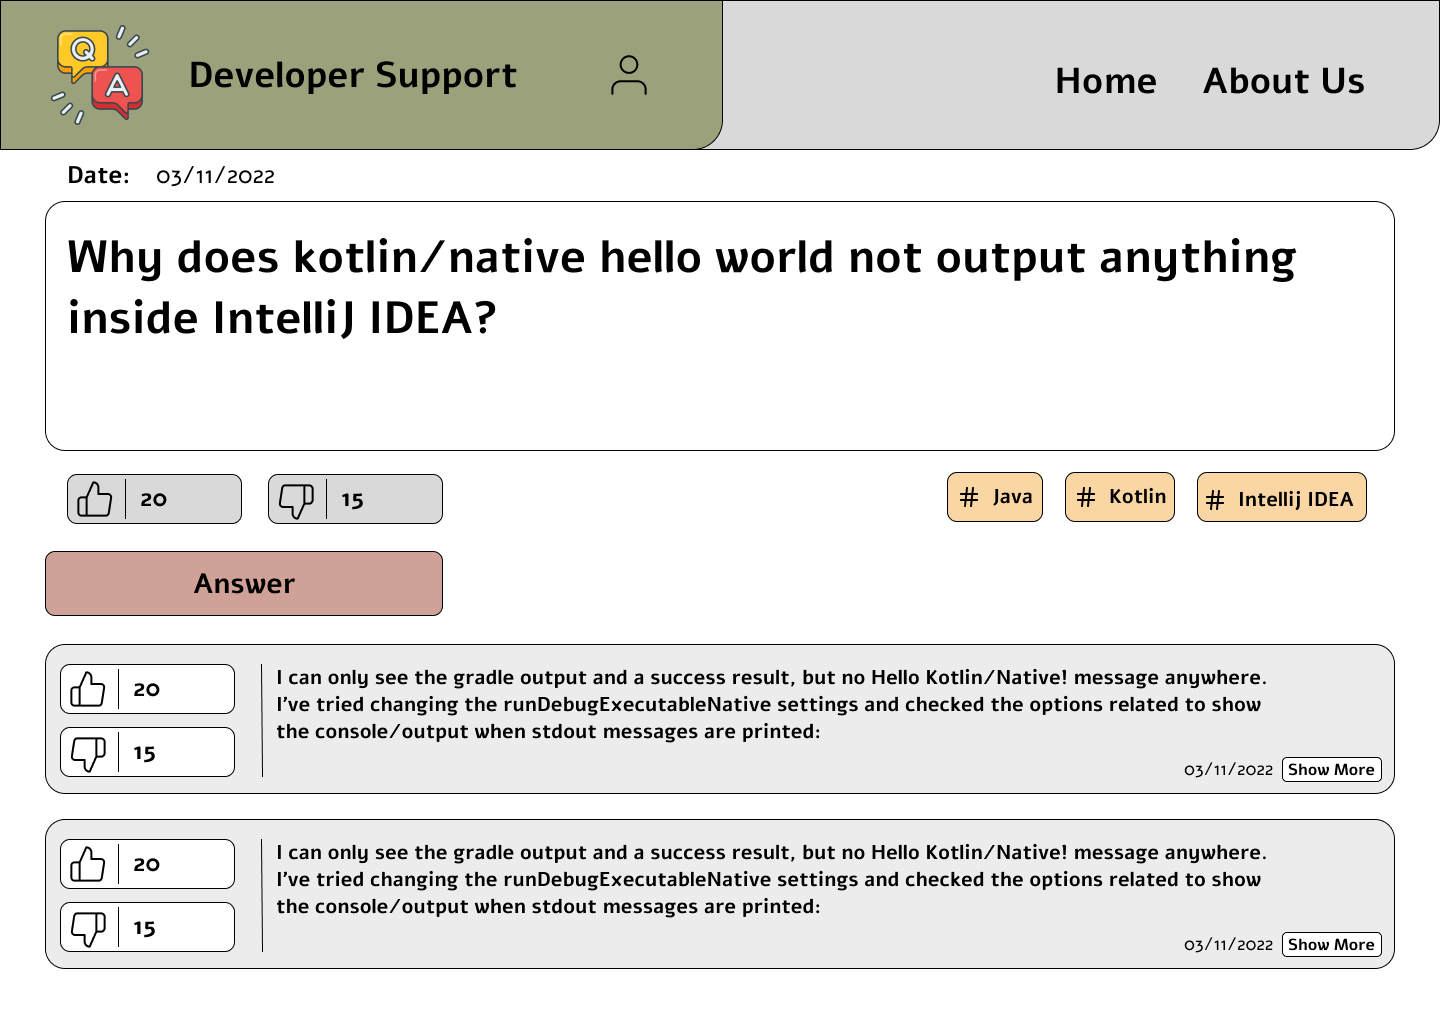 Q
A
Developer Support
Home About Us
Date: 03/11/2022
Why does kotlin/native hello world not output anything
inside IntelliJ IDEA?
20
15
# Java
# Kotlin
# Intellij IDEA
Answer
20
15
I can only see the gradle output and a success result, but no Hello Kotlin/Native! message anywhere.
I've tried changing the runDebugExecutableNative settings and checked the options related to show
the console/output when stdout messages are printed:
03/11/2022 Show More
20
15
I can only see the gradle output and a success result, but no Hello Kotlin/Native! message anywhere.
I've tried changing the runDebugExecutableNative settings and checked the options related to show
the console/output when stdout messages are printed:
03/11/2022 Show More